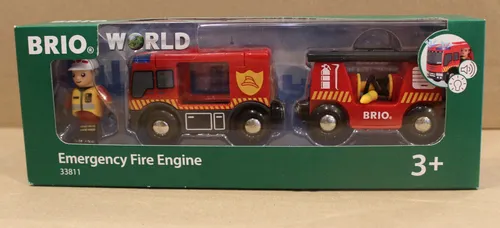 BRIO WORLD
BRIO.
Emergency Fire Engine
33811
3+